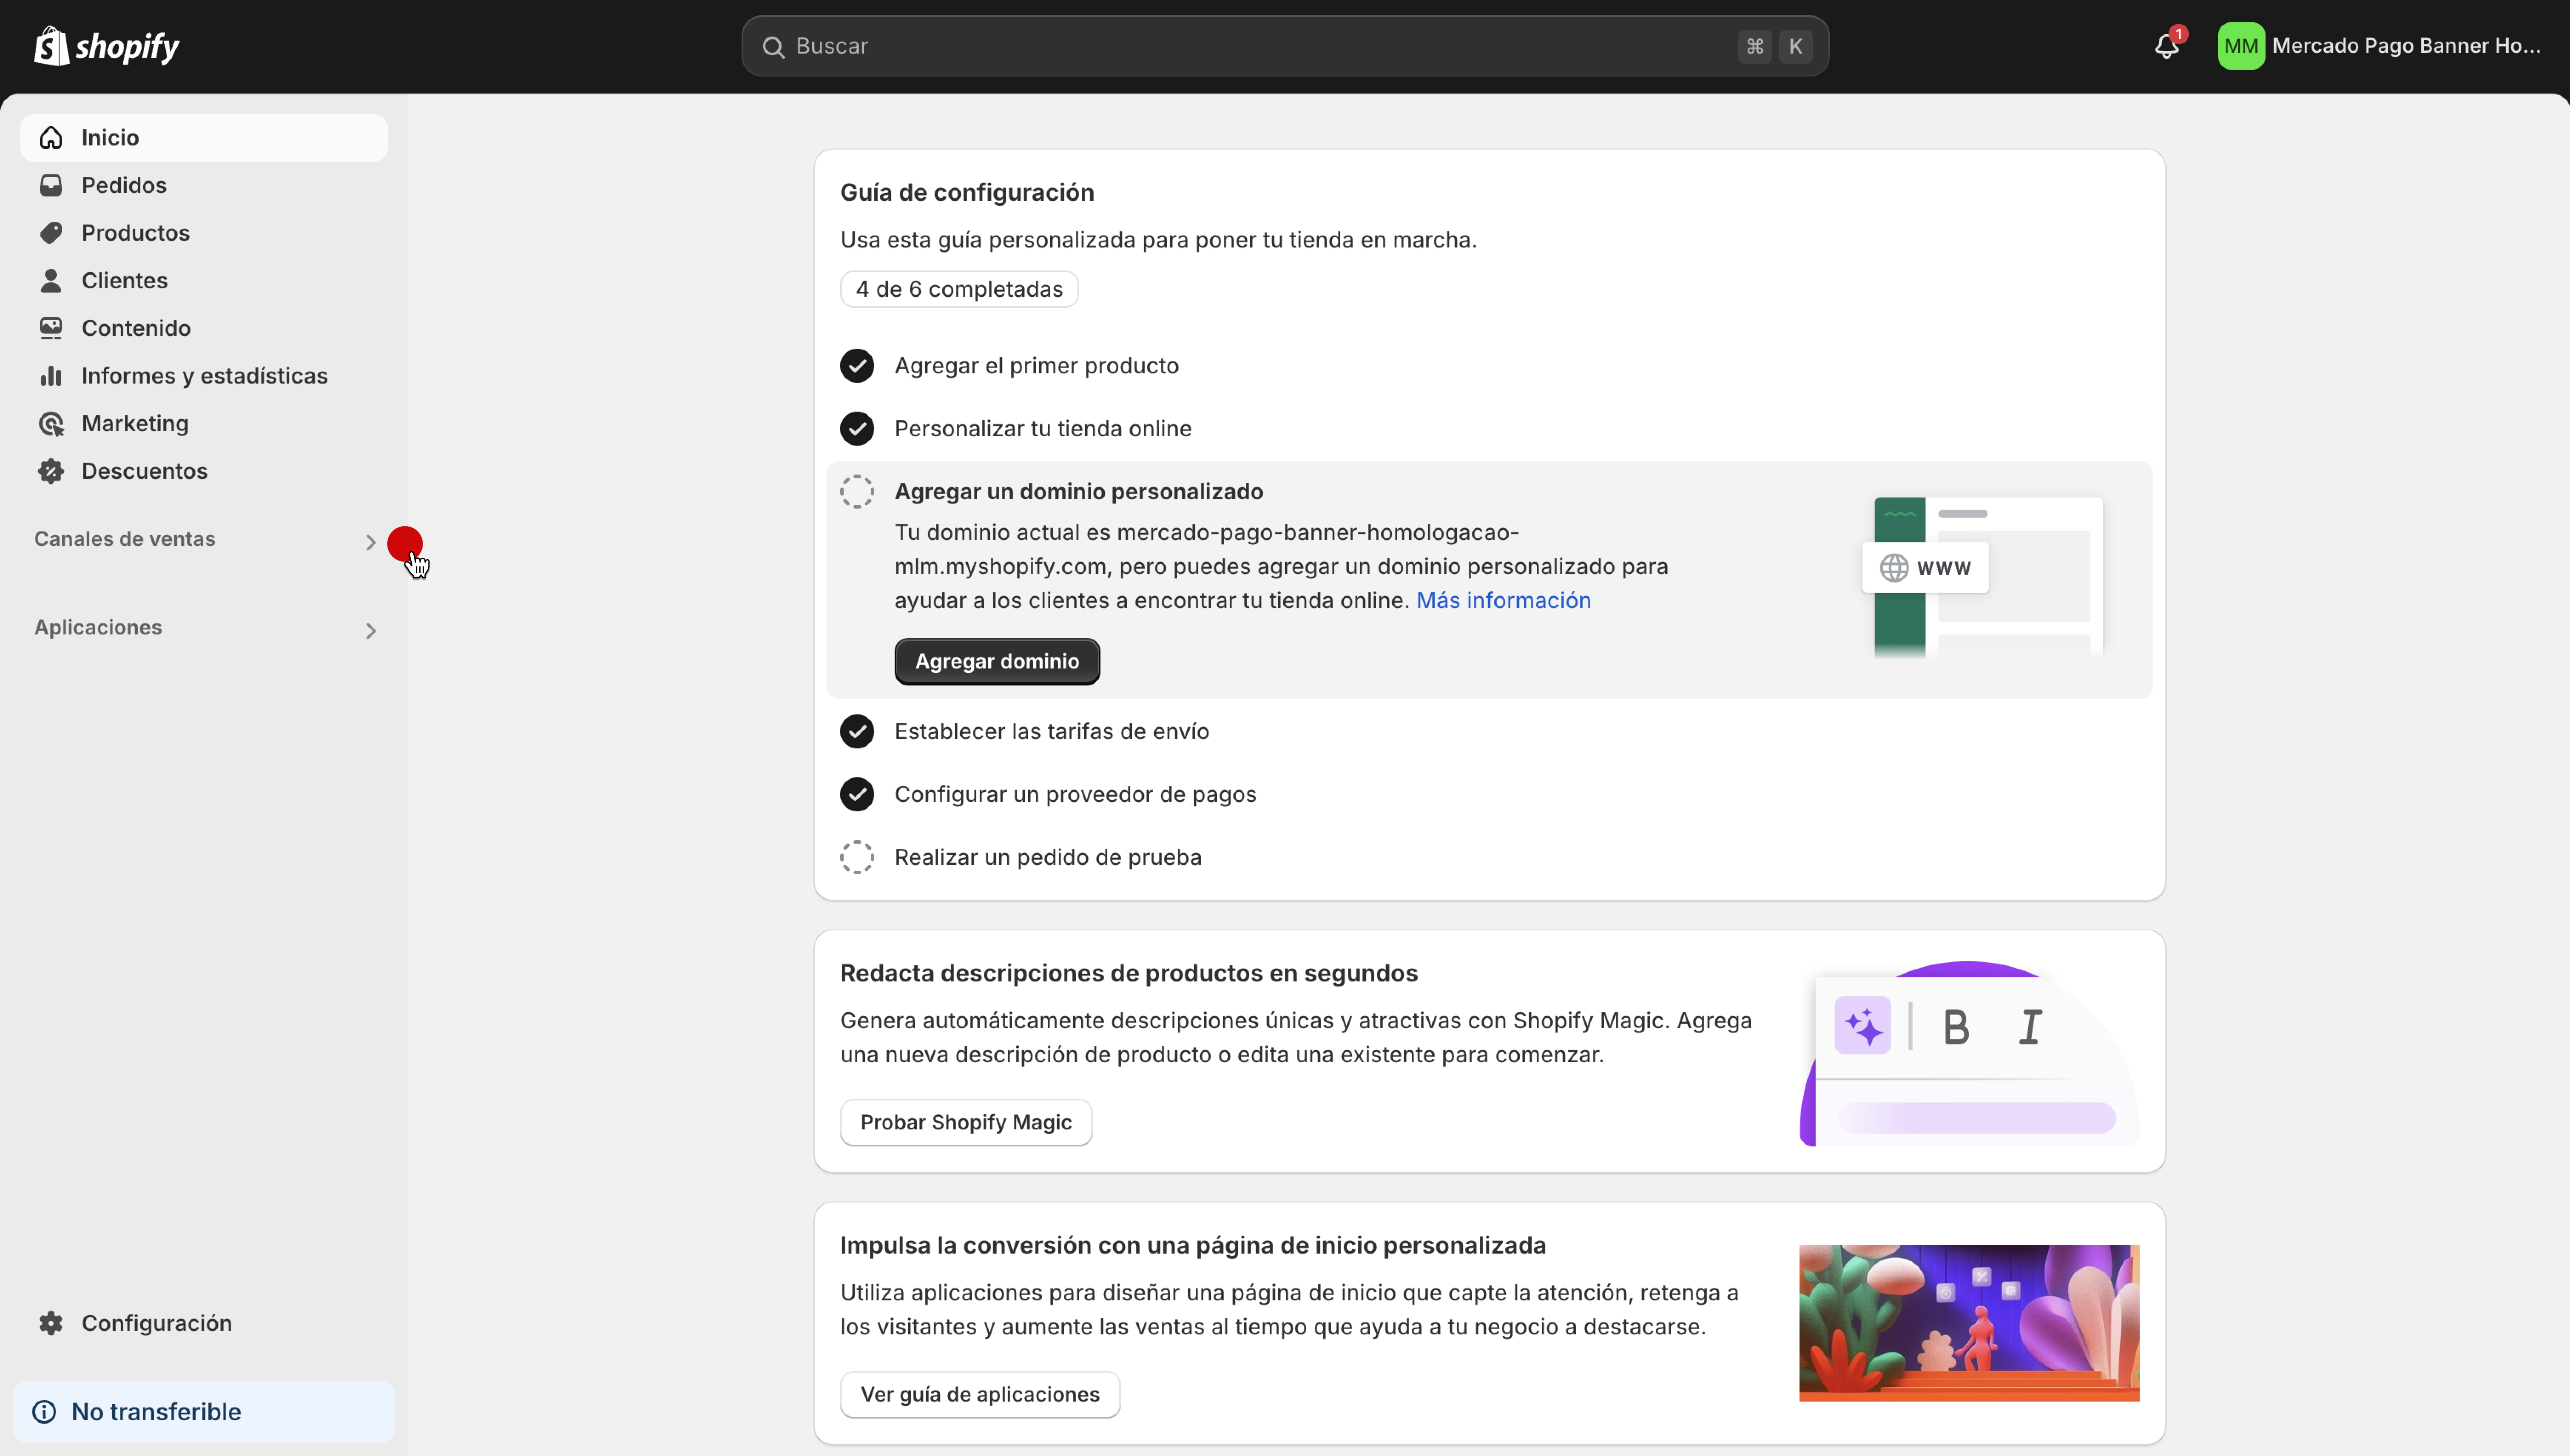 shopify
Buscar
⌘ K
1
MM Mercado Pago Banner Ho...
Inicio
Pedidos
Productos
Clientes
Contenido
Informes y estadísticas
Marketing
Descuentos
Canales de ventas
Aplicaciones
Configuración
No transferible
Guía de configuración
Usa esta guía personalizada para poner tu tienda en marcha.
4 de 6 completadas
Agregar el primer producto
Personalizar tu tienda online
Agregar un dominio personalizado
Tu dominio actual es mercado-pago-banner-homologacao-
mlm.myshopify.com, pero puedes agregar un dominio personalizado para
ayudar a los clientes a encontrar tu tienda online. Más información
www
Agregar dominio
Establecer las tarifas de envío
Configurar un proveedor de pagos
Realizar un pedido de prueba
Redacta descripciones de productos en segundos
Genera automáticamente descripciones únicas y atractivas con Shopify Magic. Agrega
una nueva descripción de producto o edita una existente para comenzar.
Probar Shopify Magic
B I
Impulsa la conversión con una página de inicio personalizada
Utiliza aplicaciones para diseñar una página de inicio que capte la atención, retenga a
los visitantes y aumente las ventas al tiempo que ayuda a tu negocio a destacarse.
Ver guía de aplicaciones